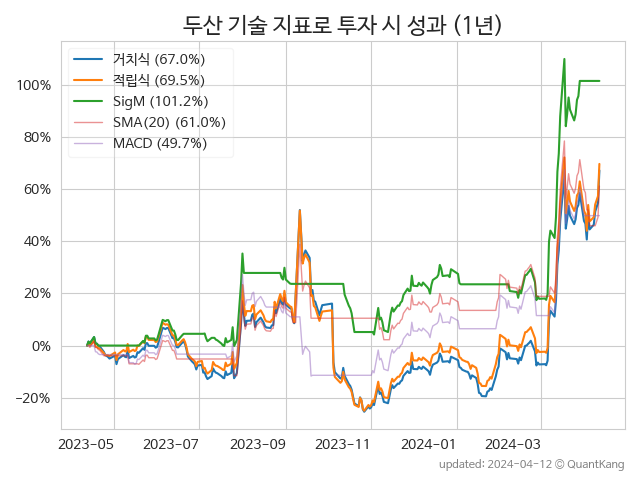 두산 기술 지표로 투자 시 성과 (1년)
거치식 (67.0%)
적립식 (69.5%)
SigM (101.2%)
SMA(20) (61.0%)
MACD (49.7%)
100%
80%
60%
40%
20%
0%
−20%
2023-05 2023-07 2023-09 2023-11 2024-01 2024-03
updated: 2024-04-12 © QuantKang